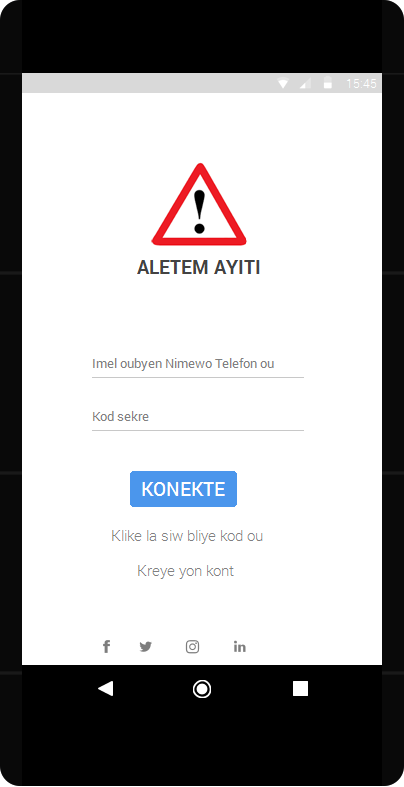 15:45
ALETEM AYITI
Imel oubyen Nimewo Telefon ou
Kod sekre
KONEKTE
Klike la siw bliye kod ou
Kreye yon kont